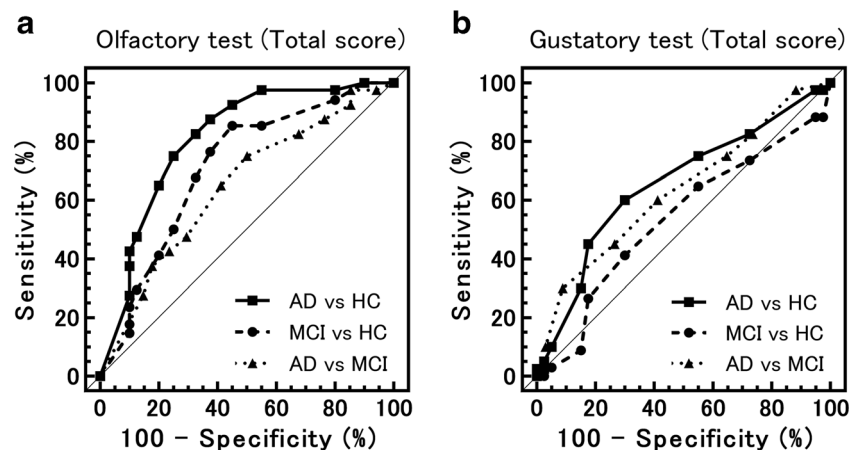 a
Olfactory test (Total score)
100
80
60
40
20
0
Sensitivity (%)
AD vs HC
MCI vs HC
AD vs MCI
0 20 40 60 80 100
100 – Specificity (%)
b
Gustatory test (Total score)
100
80
60
40
20
0
Sensitivity (%)
AD vs HC
MCI vs HC
AD vs MCI
0 20 40 60 80 100
100 – Specificity (%)